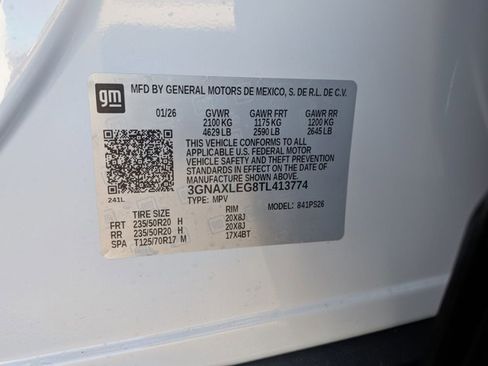 gm
MFD BY GENERAL MOTORS DE MEXICO, S. DE R.L. DE C.V.
01/26 GVWR GAWR FRT GAWR RR
2100 KG 1175 KG 1200 KG
4629 LB 2590 LB 2645 LB
THIS VEHICLE CONFORMS TO ALL
APPLICABLE U.S. FEDERAL MOTOR
VEHICLE SAFETY AND THEFT PREVENTION
STANDARDS IN EFFECT ON THE DATE OF
MANUFACTURE SHOWN ABOVE.
3GNAXLEG8TL413774
241L TYPE: MPV MODEL: 841PS26
TIRE SIZE RIM
FRT 235/50R20 H 20X8J
RR 235/50R20 H 20X8J
SPA T125/70R17 M 17X4BT